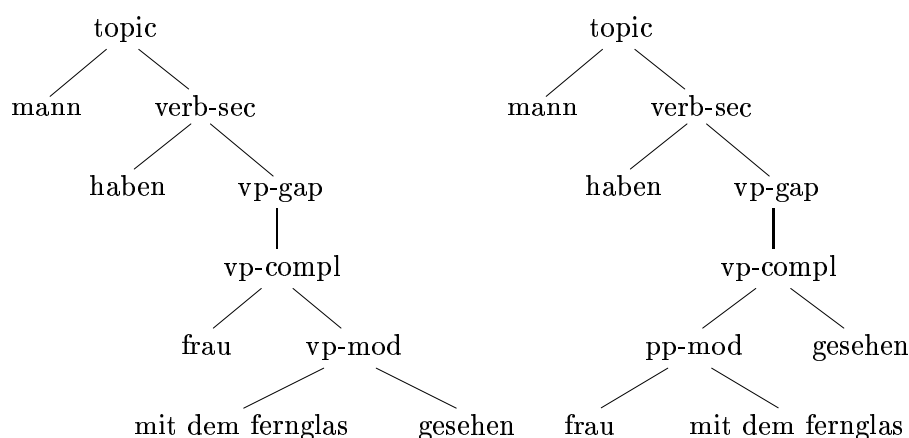 topic topic
mann verb-sec mann verb-sec
haben vp-gap haben vp-gap
vp-compl vp-compl
frau vp-mod pp-mod gesehen
mit dem fernglas gesehen frau mit dem fernglas